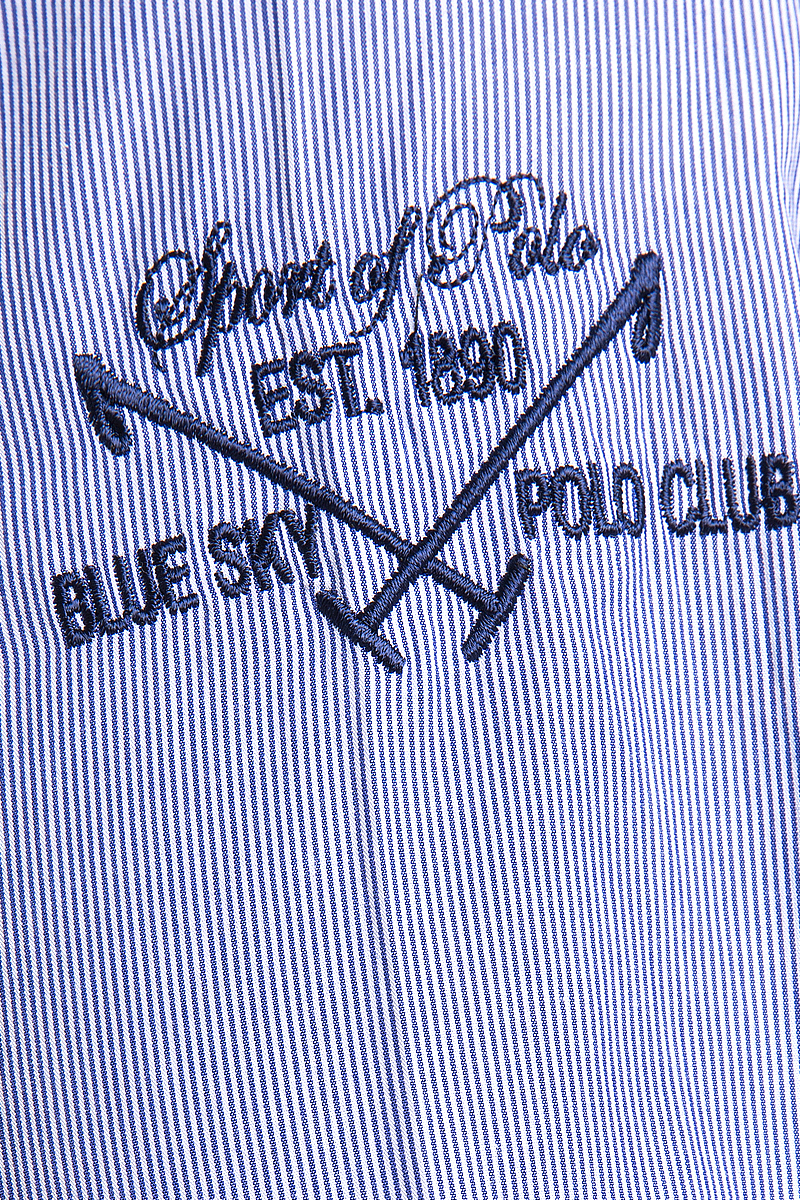 Sport of Polo
EST. 1890
BLUE SKY POLO CLUB